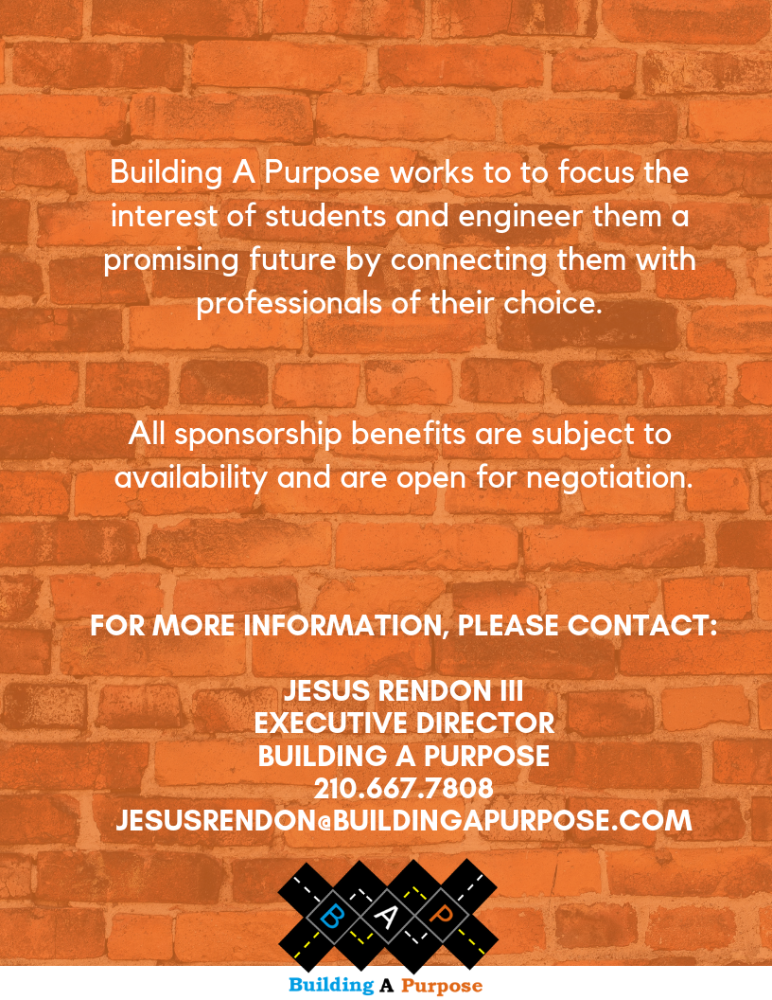 Building A Purpose works to to focus the
interest of students and engineer them a
promising future by connecting them with
professionals of their choice.
All sponsorship benefits are subject to
availability and are open for negotiation.
FOR MORE INFORMATION, PLEASE CONTACT:
JESUS RENDON III
EXECUTIVE DIRECTOR
BUILDING A PURPOSE
210.667.7808
JESUSRENDON@BUILDINGAPURPOSE.COM
B A P
Building A Purpose